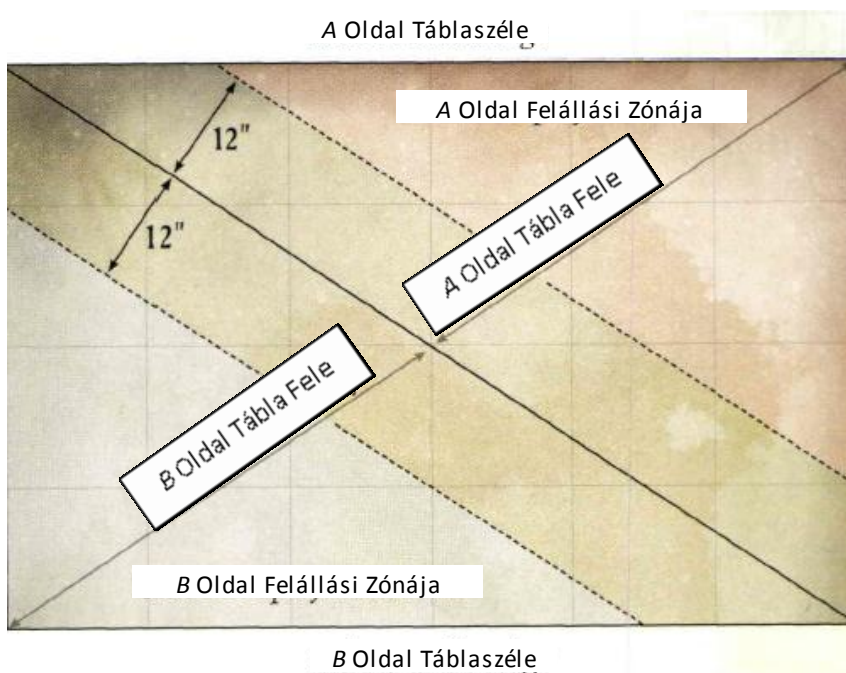 A Oldal Táblaszéle
A Oldal Felállási Zónája
12"
A Oldal Tábla Fele
12"
B Oldal Tábla Fele
B Oldal Felállási Zónája
B Oldal Táblaszéle